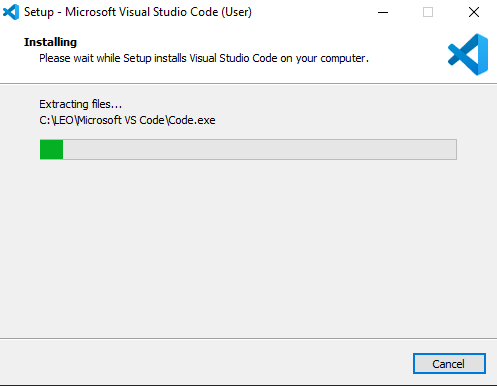 Setup - Microsoft Visual Studio Code (User)
Installing
Please wait while Setup installs Visual Studio Code on your computer.
Extracting files...
C:\LEO\Microsoft VS Code\Code.exe
Cancel